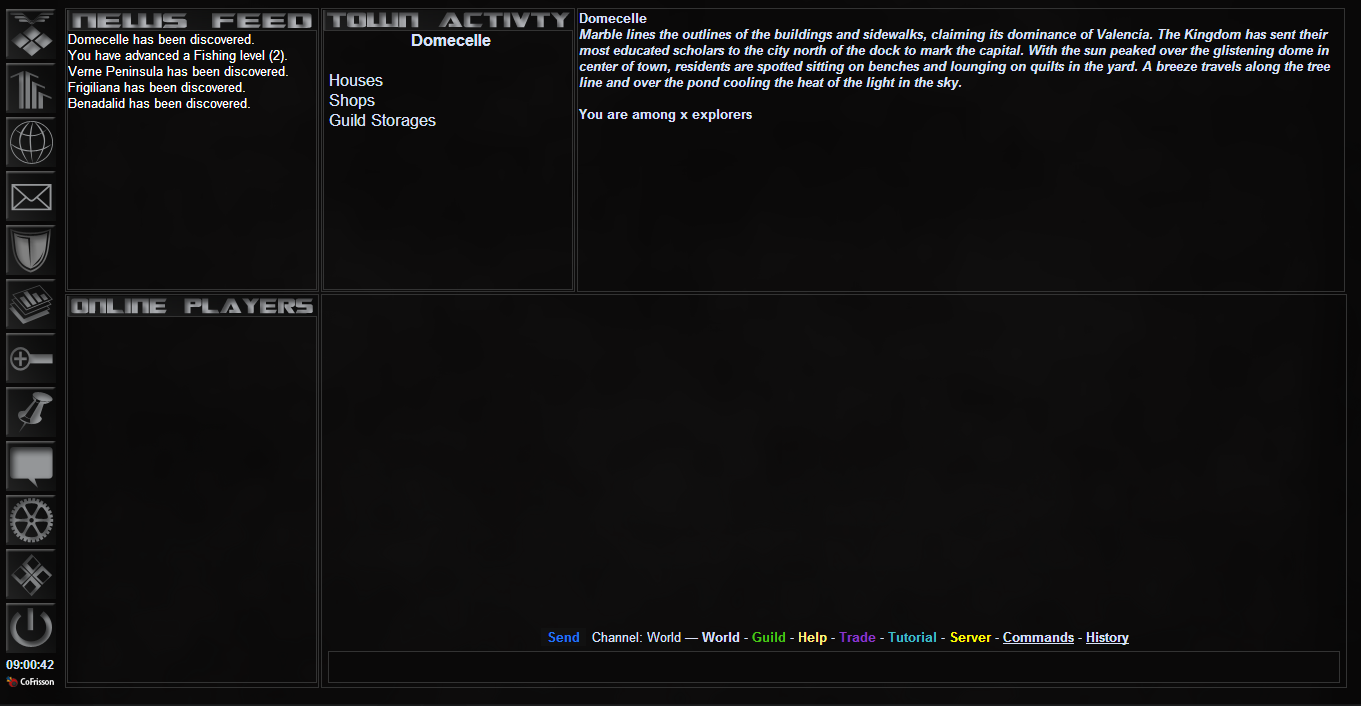 NEWS FEED
Domecelle has been discovered.
You have advanced a Fishing level (2).
Verne Peninsula has been discovered.
Frigiliana has been discovered.
Benadalid has been discovered.
TOWN ACTIVTY
Domecelle
Houses
Shops
Guild Storages
Domecelle
Marble lines the outlines of the buildings and sidewalks, claiming its dominance of Valencia. The Kingdom has sent their
most educated scholars to the city north of the dock to mark the capital. With the sun peaked over the glistening dome in
center of town, residents are spotted sitting on benches and lounging on quilts in the yard. A breeze travels along the tree
line and over the pond cooling the heat of the light in the sky.
You are among x explorers
ONLINE PLAYERS
Send Channel: World — World - Guild - Help - Trade - Tutorial - Server - Commands - History
09:00:42
CoFrisson